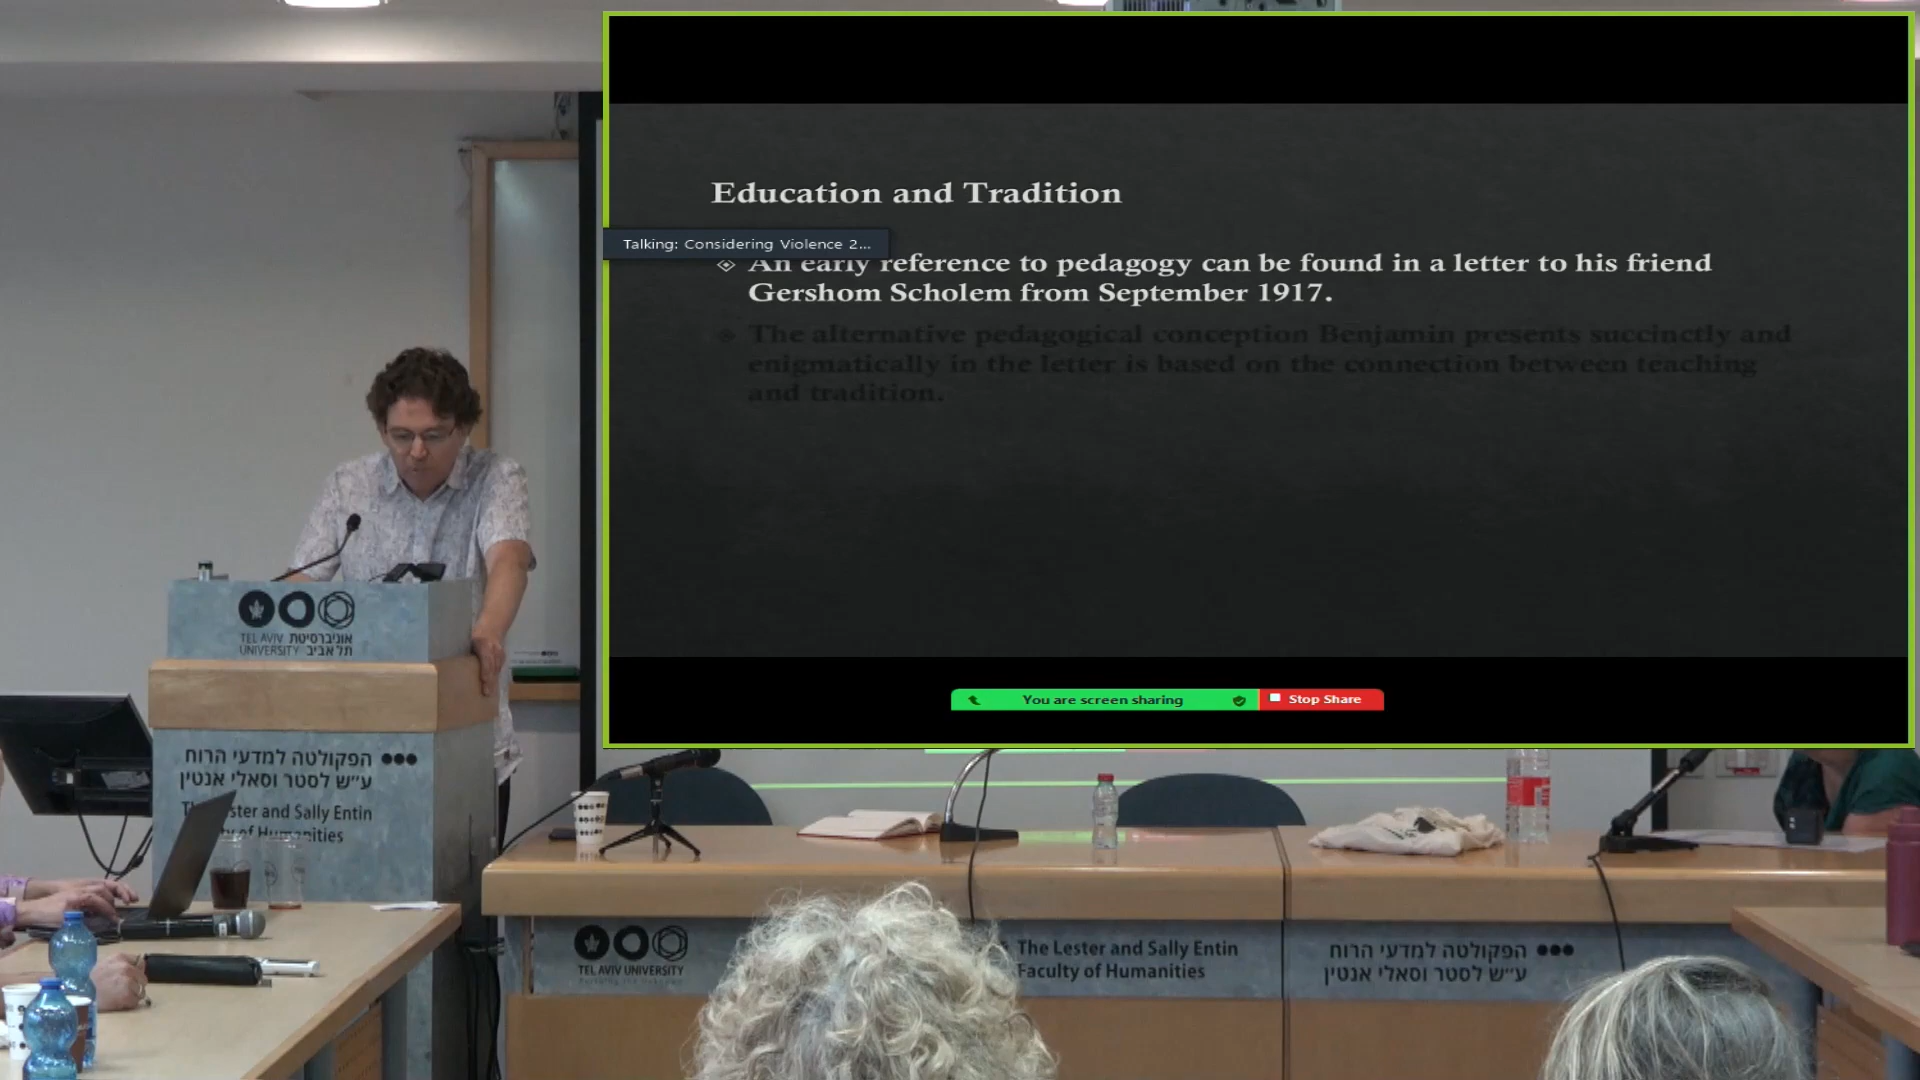 Education and Tradition
Talking: Considering Violence 2...
An early reference to pedagogy can be found in a letter to his friend
Gershom Scholem from September 1917.
The alternative pedagogical conception Benjamin presents succinctly and
enigmatically in the letter is based on the connection between teaching
and tradition.
You are screen sharing
Stop Share
TEL AVIV אוניברסיטת
UNIVERSITY תל אביב
הפקולטה למדעי הרוח
ע״ש לסטר וסאלי אנטין
The Lester and Sally Entin
of Humanities
TEL AVIV UNIVERSITY
The Lester and Sally Entin
Faculty of Humanities
הפקולטה למדעי הרוח
ע״ש לסטר וסאלי אנטין